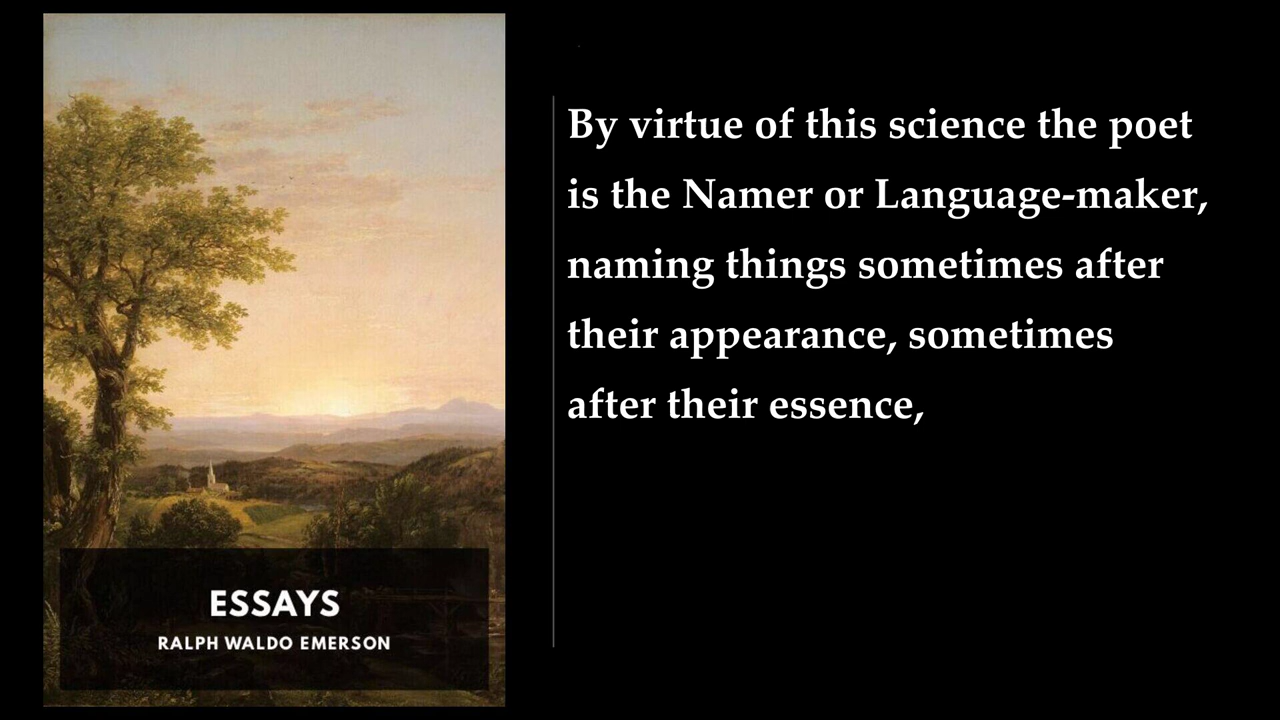 ESSAYS
RALPH WALDO EMERSON
By virtue of this science the poet
is the Namer or Language-maker,
naming things sometimes after
their appearance, sometimes
after their essence,